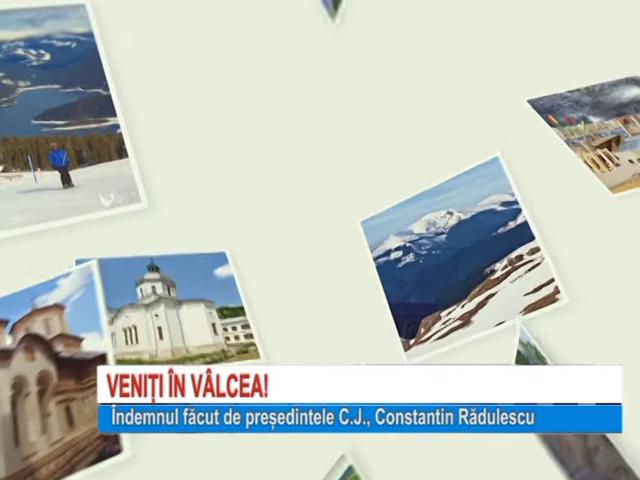 VENIȚI ÎN VÂLCEA!
Îndemnul făcut de președintele C.J., Constantin Rădulescu